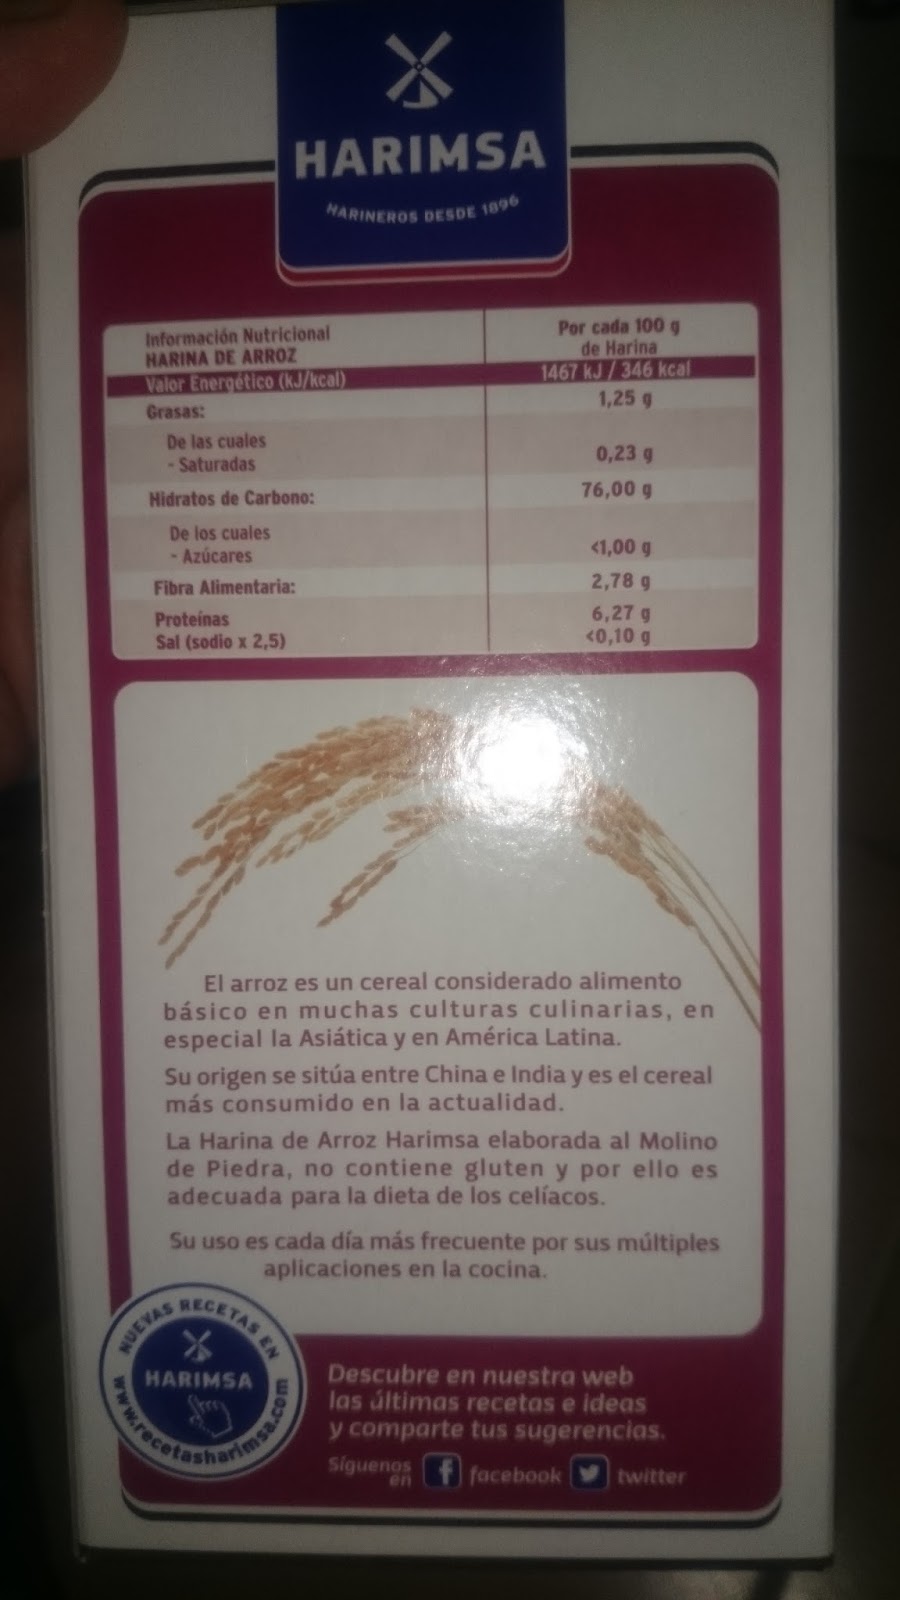 HARIMSA
HARINEROS DESDE 1896
Información Nutricional
HARINA DE ARROZ
Por cada 100 g
de Harina
Valor Energético (kJ/kcal) 1467 kJ / 346 kcal
Grasas: 1,25 g
De las cuales
- Saturadas 0,23 g
Hidratos de Carbono: 76,00 g
De los cuales
- Azúcares <1,00 g
Fibra Alimentaria: 2,78 g
Proteínas 6,27 g
Sal (sodio x 2,5) <0,10 g
El arroz es un cereal considerado alimento
básico en muchas culturas culinarias, en
especial la Asiática y en América Latina.
Su origen se sitúa entre China e India y es el cereal
más consumido en la actualidad.
La Harina de Arroz Harimsa elaborada al Molino
de Piedra, no contiene gluten y por ello es
adecuada para la dieta de los celíacos.
Su uso es cada día más frecuente por sus múltiples
aplicaciones en la cocina.
NUEVAS RECETAS EN
HARIMSA
www.recetasharimsa.com
Descubre en nuestra web
las últimas recetas e ideas
y comparte tus sugerencias.
Síguenos
en f facebook twitter